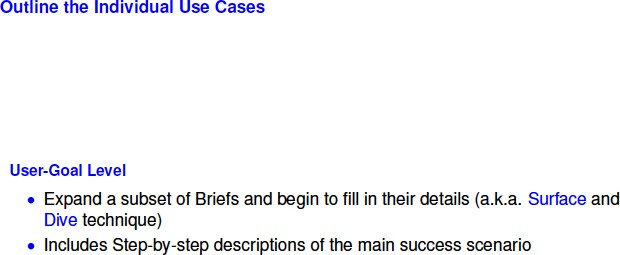 Outline the Individual Use Cases
User-Goal Level
• Expand a subset of Briefs and begin to fill in their details (a.k.a. Surface and
Dive technique)
• Includes Step-by-step descriptions of the main success scenario